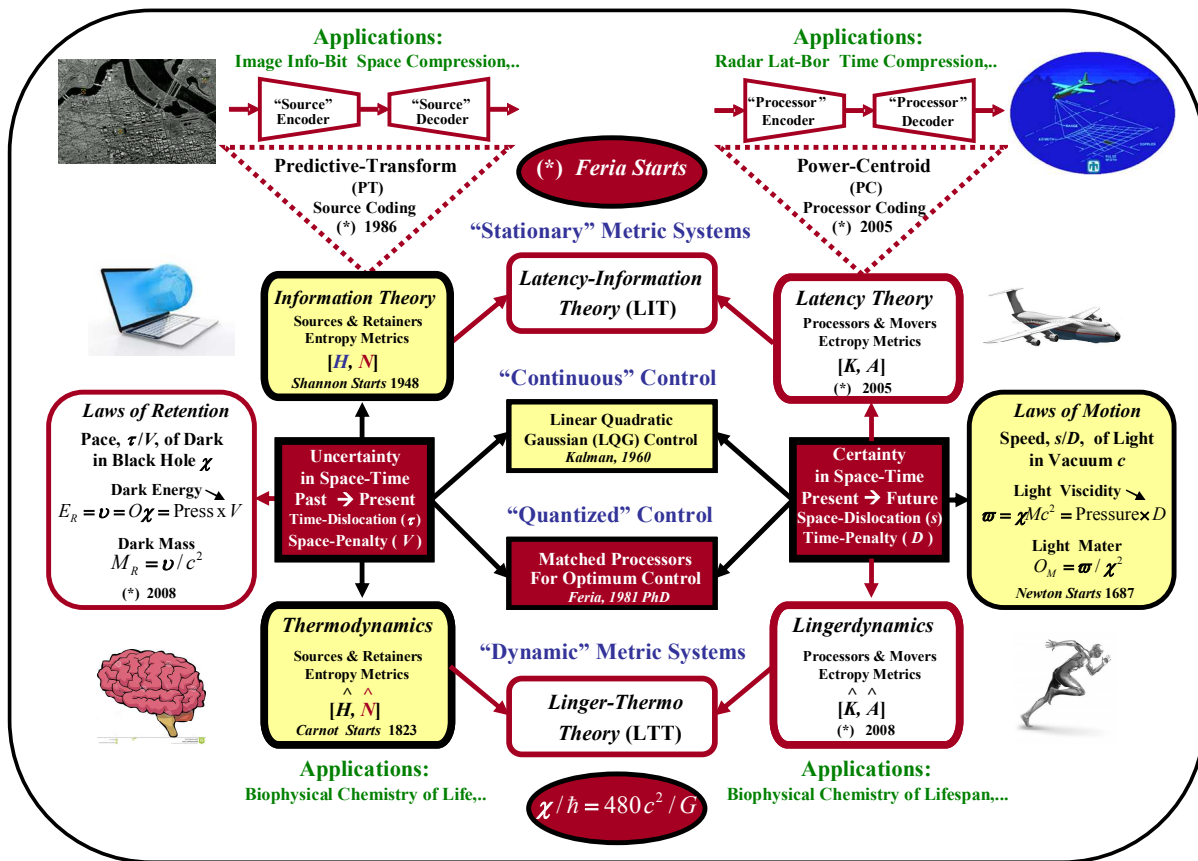 Applications:
Image Info-Bit Space Compression,..
"Source"
Encoder
"Source"
Decoder
Predictive-Transform
(PT)
Source Coding
(*) 1986
(*) Feria Starts
Applications:
Radar Lat-Bor Time Compression,..
"Processor"
Encoder
"Processor"
Decoder
Power-Centroid
(PC)
Processor Coding
(*) 2005
"Stationary" Metric Systems
Information Theory
Sources & Retainers
Entropy Metrics
[H, N]
Shannon Starts 1948
Latency-Information
Theory (LIT)
Latency Theory
Processors & Movers
Ectropy Metrics
[K, A]
(*) 2005
"Continuous" Control
Laws of Retention
Pace, τ/V, of Dark
in Black Hole χ
Dark Energy
E_R = υ = Oχ = Press x V
Dark Mass
M_R = υ / c²
(*) 2008
Uncertainty
in Space-Time
Past → Present
Time-Dislocation (τ)
Space-Penalty ( V )
Linear Quadratic
Gaussian (LQG) Control
Kalman, 1960
"Quantized" Control
Matched Processors
For Optimum Control
Feria, 1981 PhD
Certainty
in Space-Time
Present → Future
Space-Dislocation (s)
Time-Penalty ( D )
Laws of Motion
Speed, s/D, of Light
in Vacuum c
Light Viscidity
ϖ = χMc² = Pressure × D
Light Mater
O_M = ϖ / χ²
Newton Starts 1687
Thermodynamics
Sources & Retainers
Entropy Metrics
[Ĥ, N̂]
Carnot Starts 1823
"Dynamic" Metric Systems
Linger-Thermo
Theory (LTT)
Lingerdynamics
Processors & Movers
Ectropy Metrics
[K̂, Â]
(*) 2008
Applications:
Biophysical Chemistry of Life,..
χ / ħ = 480 c² / G
Applications:
Biophysical Chemistry of Lifespan,...